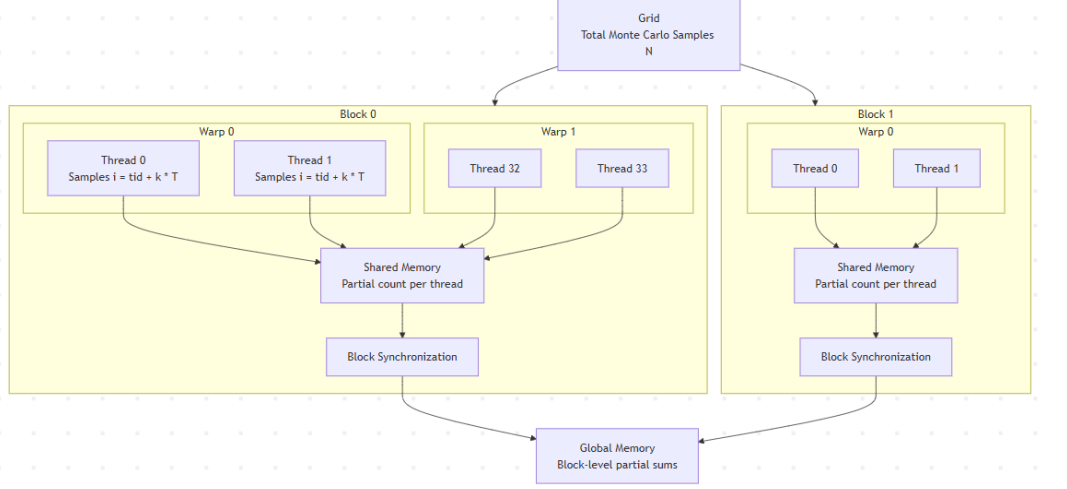 Grid
Total Monte Carlo Samples
N
Block 0
Block 1
Warp 0
Warp 1
Warp 0
Thread 0
Samples i = tid + k * T
Thread 1
Samples i = tid + k * T
Thread 32
Thread 33
Thread 0
Thread 1
Shared Memory
Partial count per thread
Shared Memory
Partial count per thread
Block Synchronization
Block Synchronization
Global Memory
Block-level partial sums